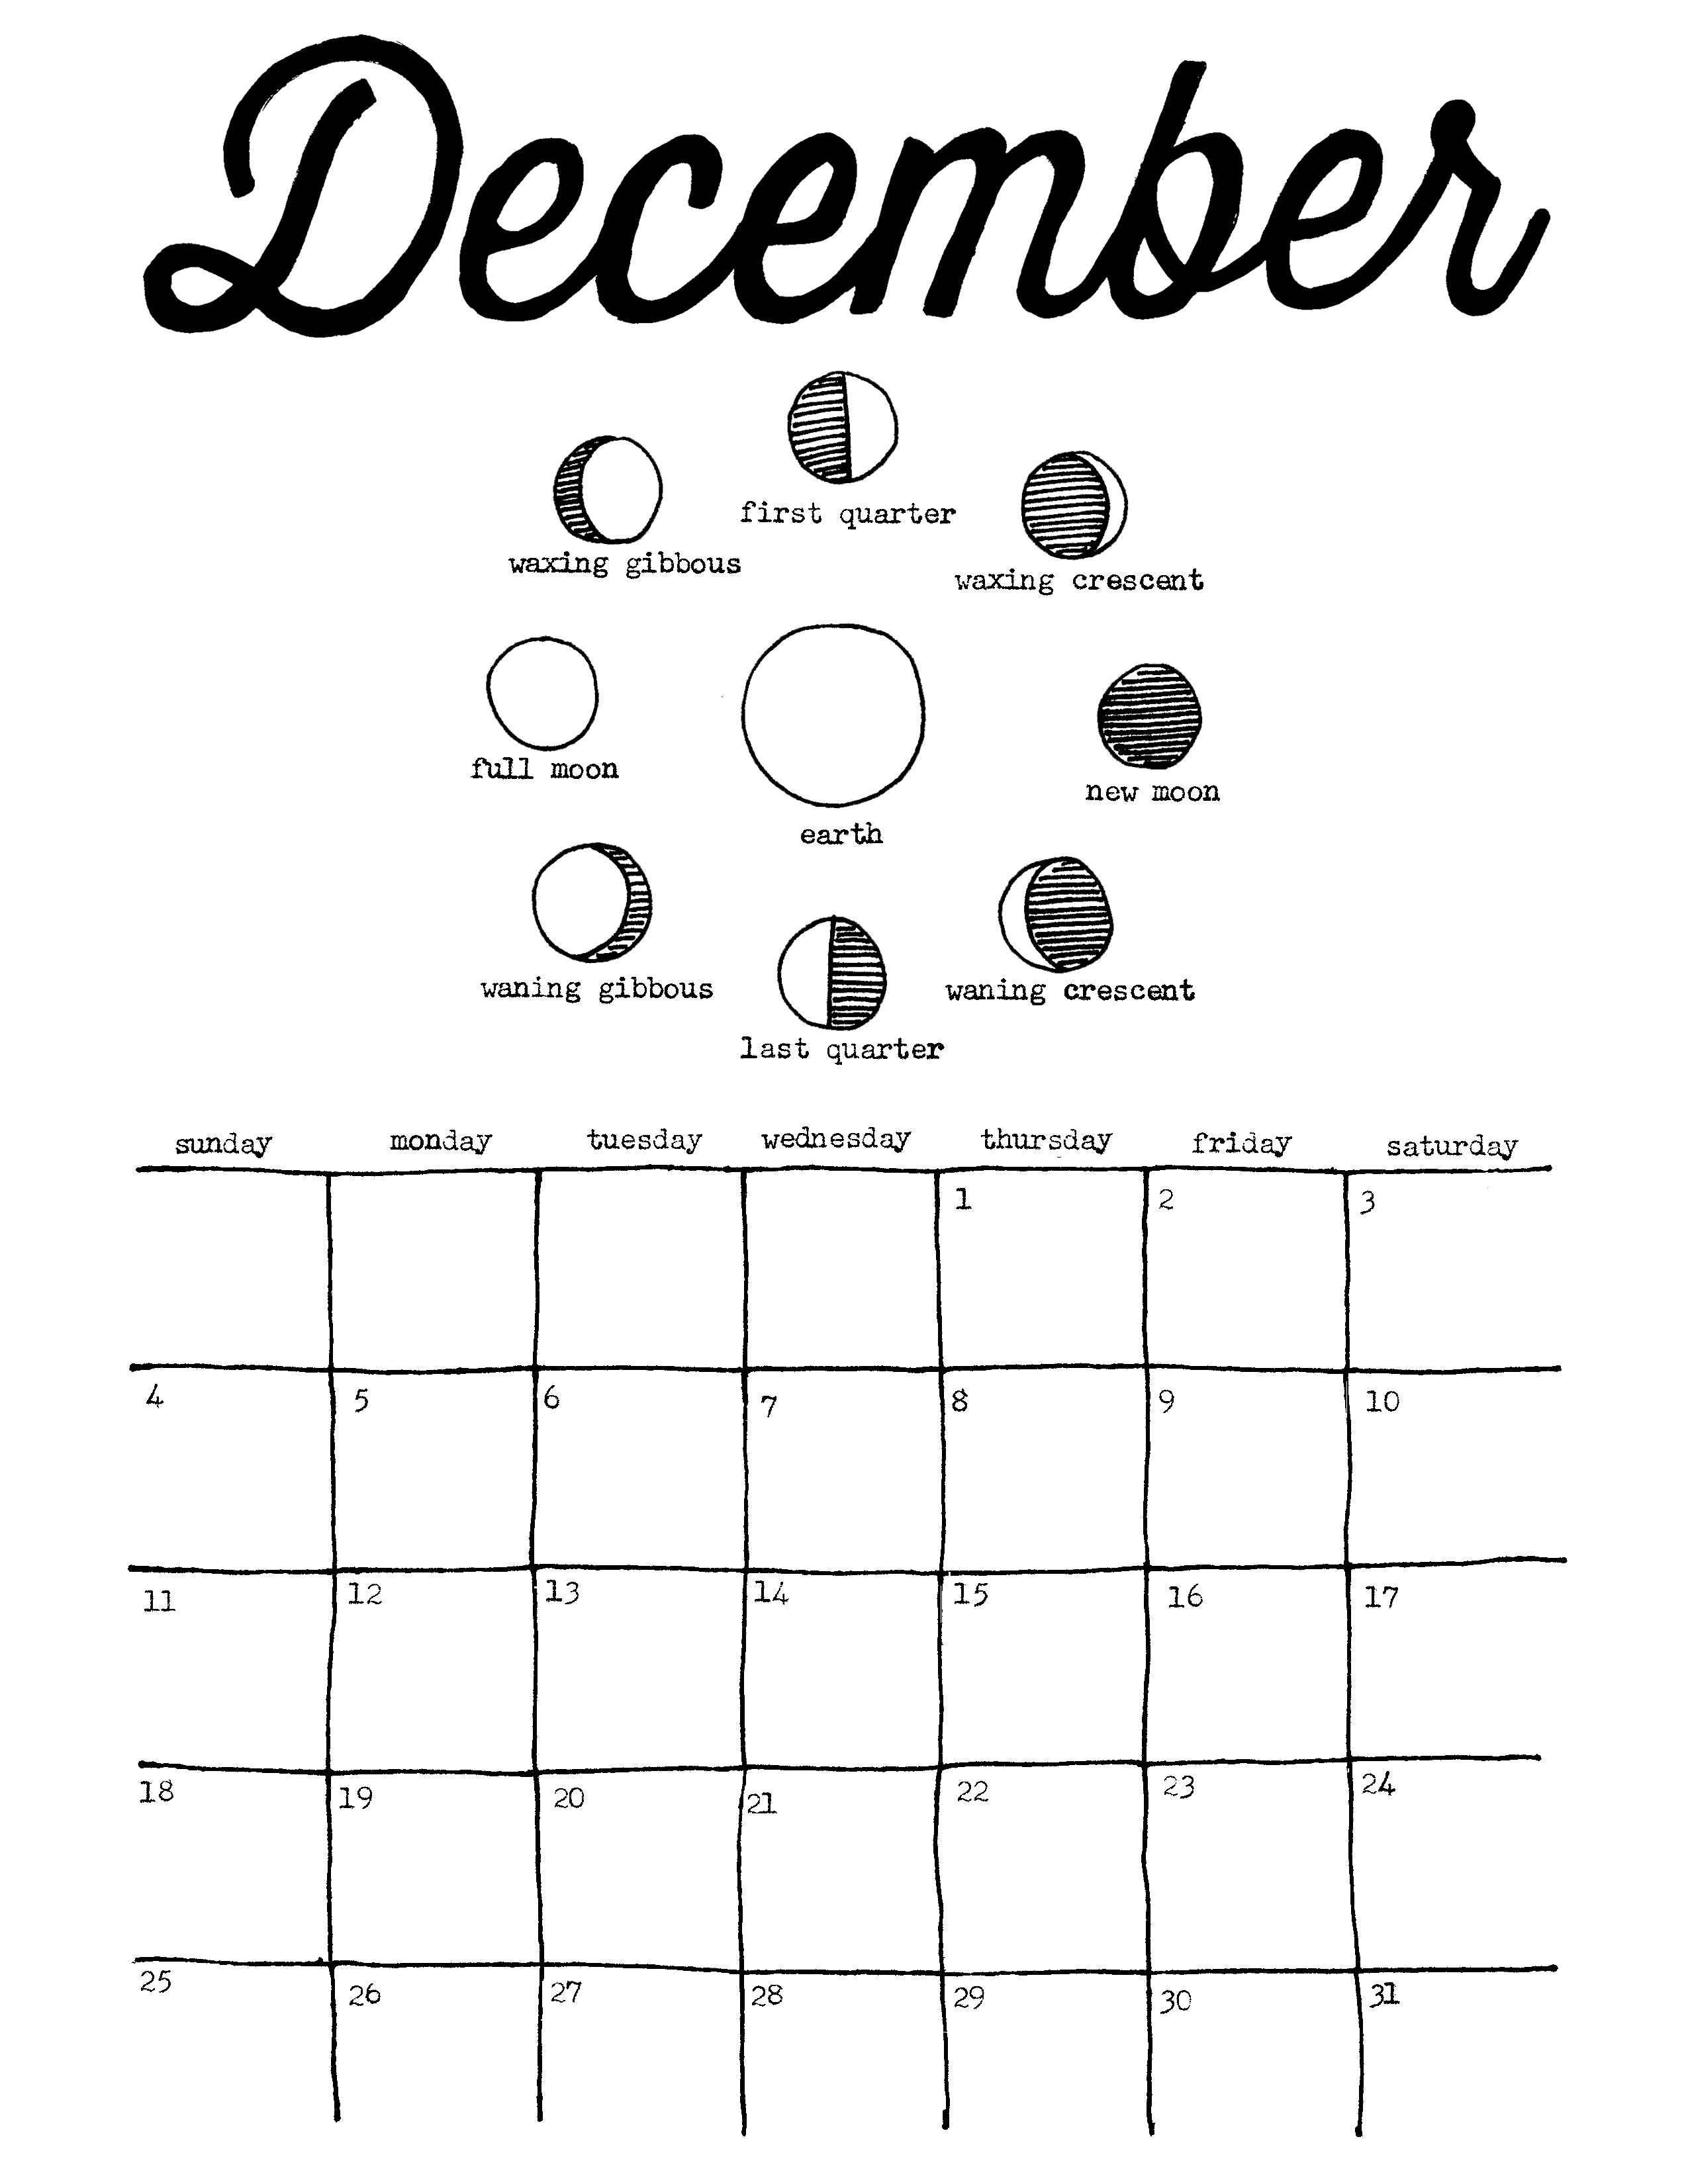 December
first quarter
waxing gibbous
waxing crescent
full moon
new moon
earth
waning gibbous
waning crescent
last quarter
sunday monday tuesday wednesday thursday friday saturday
1 2 3
4 5 6 7 8 9 10
11 12 13 14 15 16 17
18 19 20 21 22 23 24
25 26 27 28 29 30 31